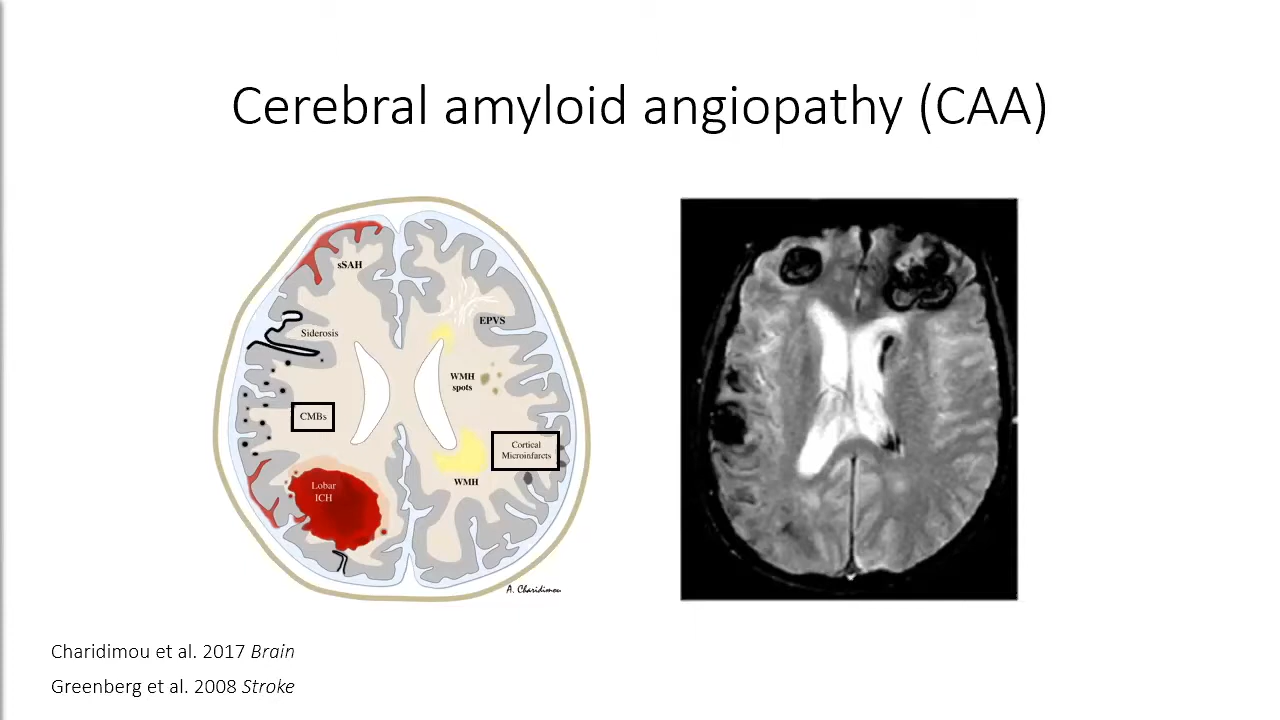 Cerebral amyloid angiopathy (CAA)
sSAH
Siderosis
EPVS
WMH
spots
CMBs
Cortical
Microinfarcts
Lobar
ICH
WMH
A. Charidimou
Charidimou et al. 2017 Brain
Greenberg et al. 2008 Stroke